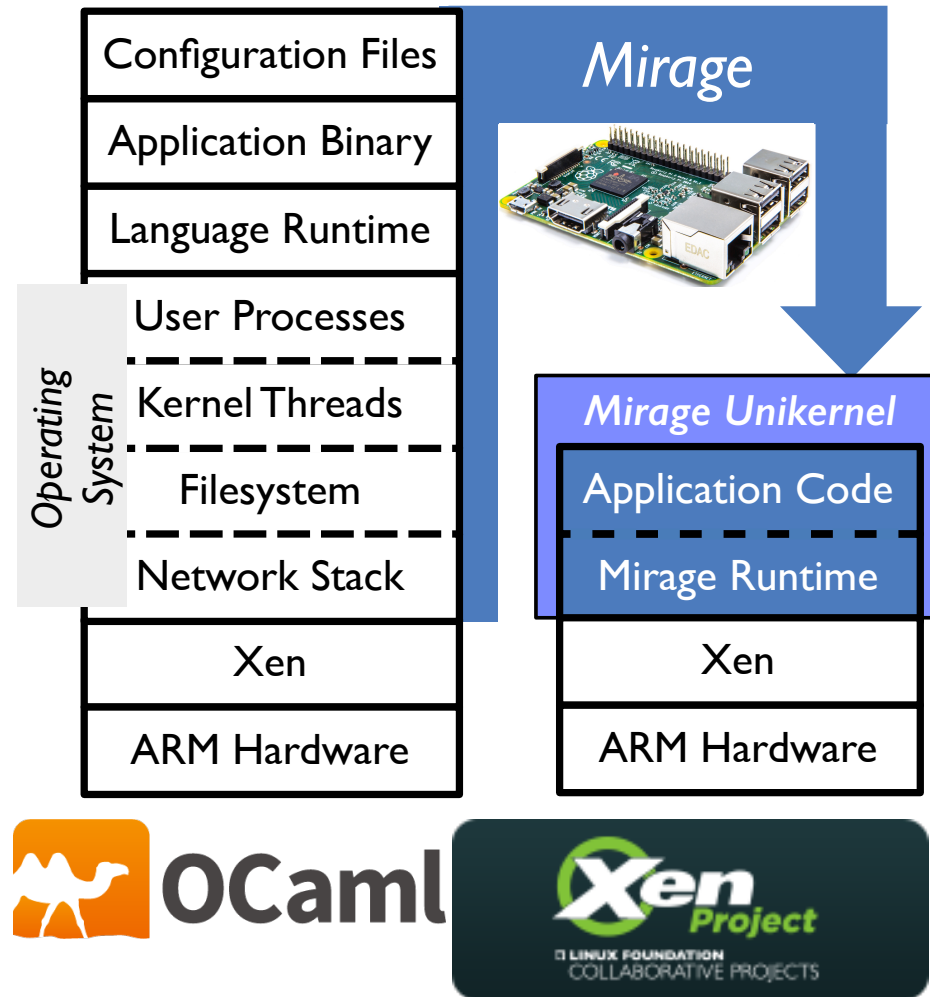 Configuration Files
Application Binary
Language Runtime
User Processes
Kernel Threads
Filesystem
Network Stack
Xen
ARM Hardware
Operating
System
Mirage
EDAC
Mirage Unikernel
Application Code
Mirage Runtime
Xen
ARM Hardware
OCaml
Xen
Project
LINUX FOUNDATION
COLLABORATIVE PROJECTS